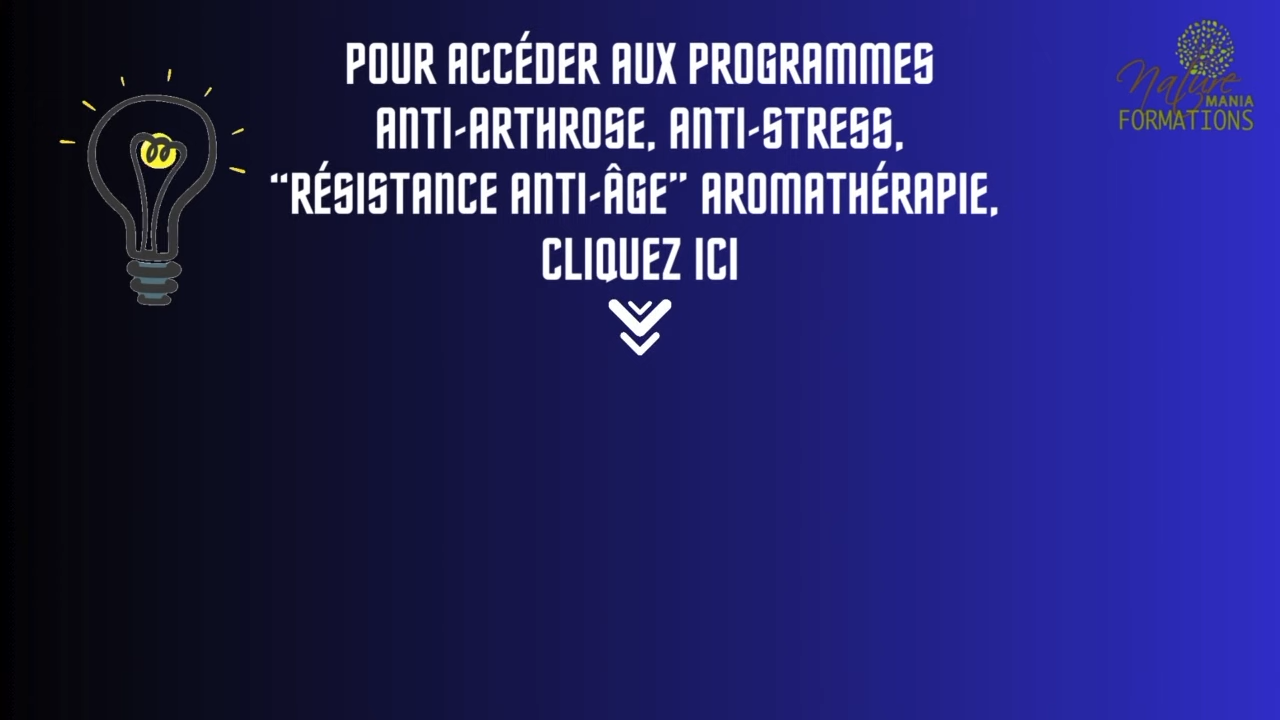 POUR ACCÉDER AUX PROGRAMMES
ANTI-ARTHROSE, ANTI-STRESS,
“RÉSISTANCE ANTI-ÂGE” AROMATHÉRAPIE,
CLIQUEZ ICI
Nature
MANIA
FORMATIONS